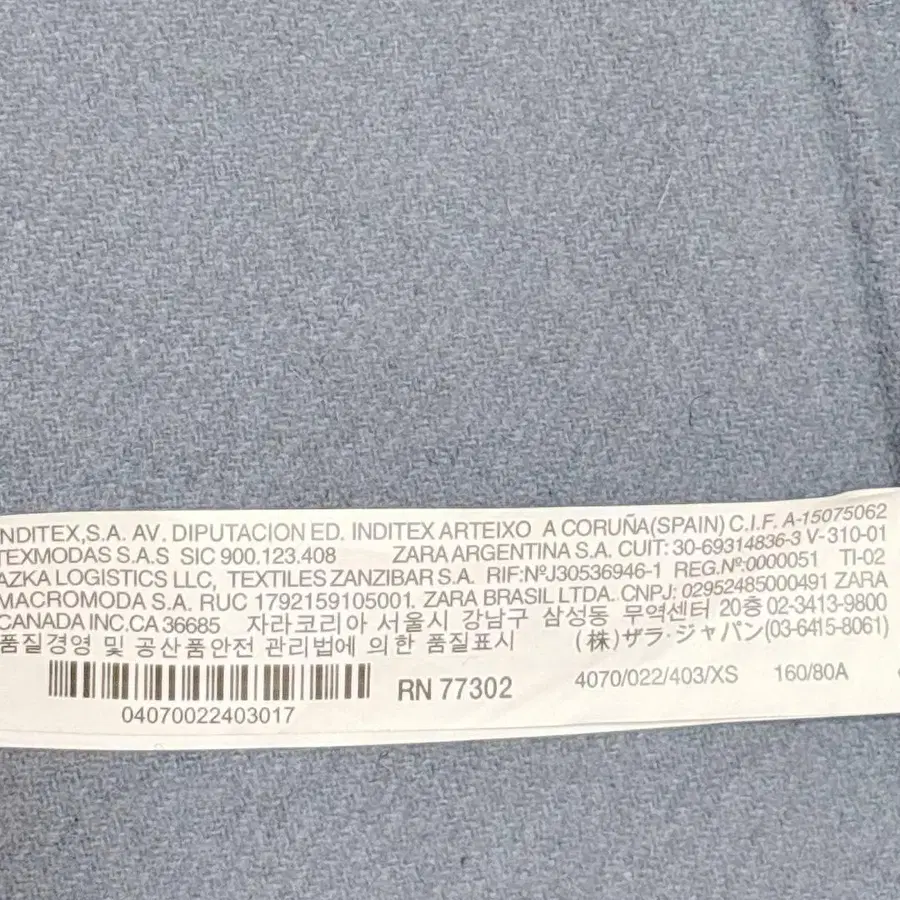 INDITEX,S.A. AV. DIPUTACION ED. INDITEX ARTEIXO A CORUÑA(SPAIN) C.I.F. A-15075062
TEXMODAS S.A.S SIC 900.123.408 ZARA ARGENTINA S.A. CUIT: 30-69314836-3 V-310-01
AZKA LOGISTICS LLC, TEXTILES ZANZIBAR S.A. RIF:NºJ30536946-1 REG.Nº:0000051 TI-02
MACROMODA S.A. RUC 1792159105001. ZARA BRASIL LTDA. CNPJ: 02952485000491 ZARA
CANADA INC.CA 36685 자라코리아 서울시 강남구 삼성동 무역센터 20층 02-3413-9800
품질경영 및 공산품안전 관리법에 의한 품질표시 (株)ザラ・ジャパン(03-6415-8061)
RN 77302 4070/022/403/XS 160/80A
04070022403017